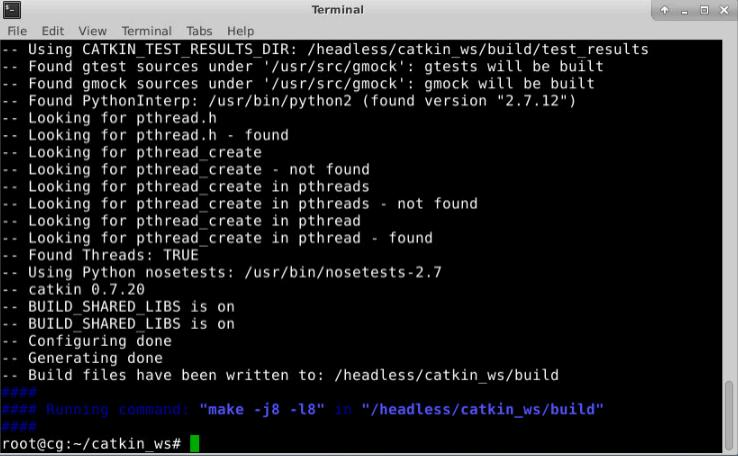 Terminal
File Edit View Terminal Tabs Help
-- Using CATKIN_TEST_RESULTS_DIR: /headless/catkin_ws/build/test_results
-- Found gtest sources under '/usr/src/gmock': gtests will be built
-- Found gmock sources under '/usr/src/gmock': gmock will be built
-- Found PythonInterp: /usr/bin/python2 (found version "2.7.12")
-- Looking for pthread.h
-- Looking for pthread.h - found
-- Looking for pthread_create
-- Looking for pthread_create - not found
-- Looking for pthread_create in pthreads
-- Looking for pthread_create in pthreads - not found
-- Looking for pthread_create in pthread
-- Looking for pthread_create in pthread - found
-- Found Threads: TRUE
-- Using Python nosetests: /usr/bin/nosetests-2.7
-- catkin 0.7.20
-- BUILD_SHARED_LIBS is on
-- BUILD_SHARED_LIBS is on
-- Configuring done
-- Generating done
-- Build files have been written to: /headless/catkin_ws/build
####
#### Running command: "make -j8 -l8" in "/headless/catkin_ws/build"
####
root@cg:~/catkin_ws#